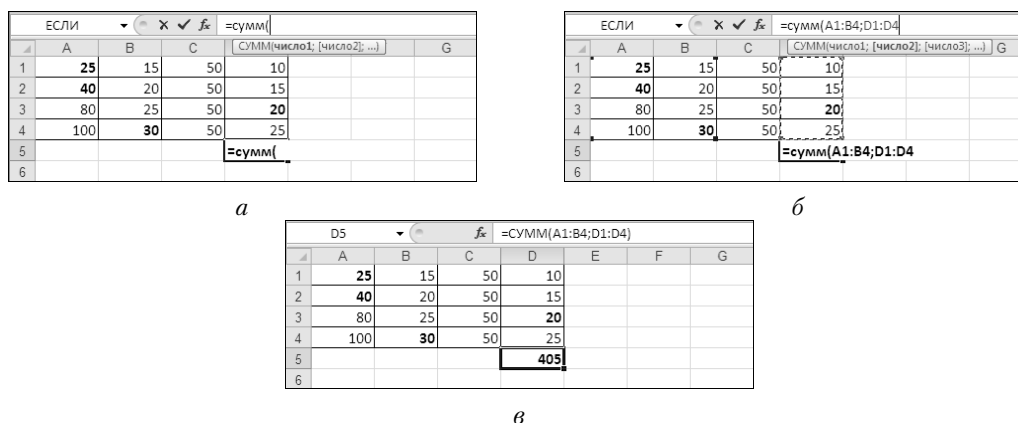 ЕСЛИ =сумм(
A B C СУММ(число1; [число2]; ...) G
1 25 15 50 10
2 40 20 50 15
3 80 25 50 20
4 100 30 50 25
5 =сумм(
6
а
ЕСЛИ =сумм(A1:B4;D1:D4
A B C СУММ(число1; [число2]; [число3]; ...) G
1 25 15 50 10
2 40 20 50 15
3 80 25 50 20
4 100 30 50 25
5 =сумм(A1:B4;D1:D4
6
б
D5 fx =СУММ(A1:B4;D1:D4)
A B C D E F G
1 25 15 50 10
2 40 20 50 15
3 80 25 50 20
4 100 30 50 25
5 405
6
в